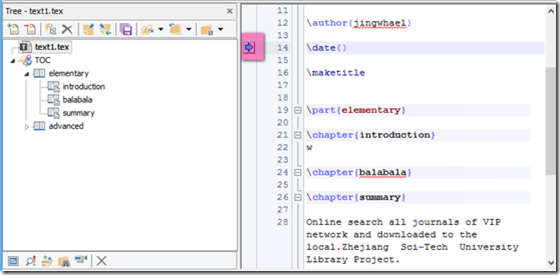 Tree - text1.tex
text1.tex
TOC
elementary
introduction
balabala
summary
advanced
11
12 \author{jingwhael}
13
14 \date{}
15
16 \maketitle
17
18
19 \part{elementary}
20
21 \chapter{introduction}
22 w
23
24 \chapter{balabala}
25
26 \chapter{summary}
27
28 Online search all journals of VIP
network and downloaded to the
local.Zhejiang Sci-Tech University
Library Project.